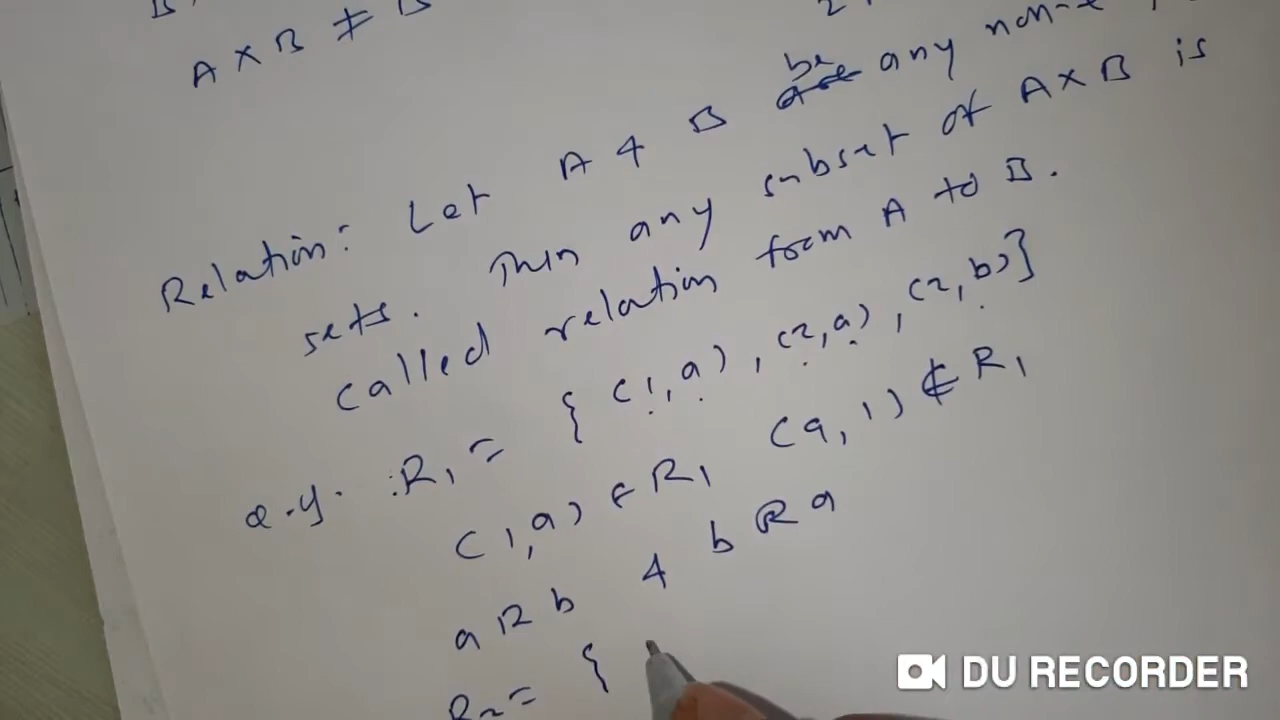 A × B ≠ B
Relation: Let A & B be any non-e
sets. Then any subset of A×B is
called relation from A to B.
e.g. R₁ = { (1,a), (2,a), (2,b)}
(1,a) ∈ R₁ (a,1) ∉ R₁
a R b & b R a
R₂ = {
DU RECORDER